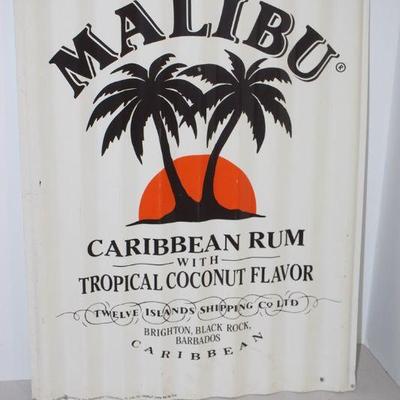 MALIBU®
CARIBBEAN RUM
WITH
TROPICAL COCONUT FLAVOR
TWELVE ISLANDS SHIPPING Co LTD
BRIGHTON, BLACK ROCK,
BARBADOS
CARIBBEAN